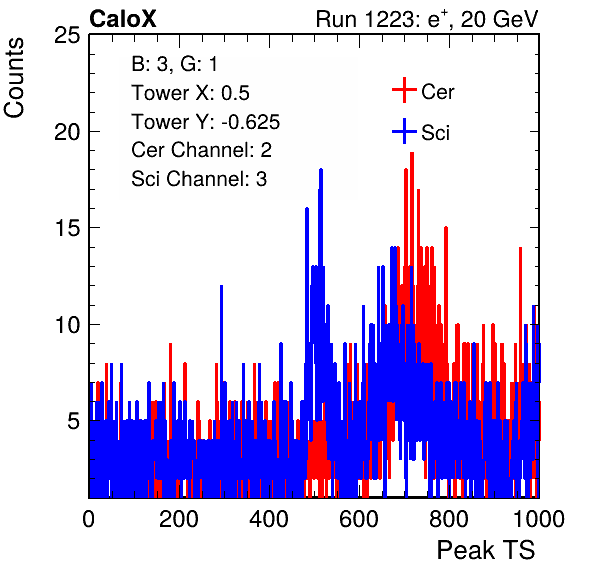 CaloX Run 1223: e+, 20 GeV
Counts
B: 3, G: 1
Tower X: 0.5
Tower Y: -0.625
Cer Channel: 2
Sci Channel: 3
Cer
Sci
25
20
15
10
5
0 200 400 600 800 1000
Peak TS